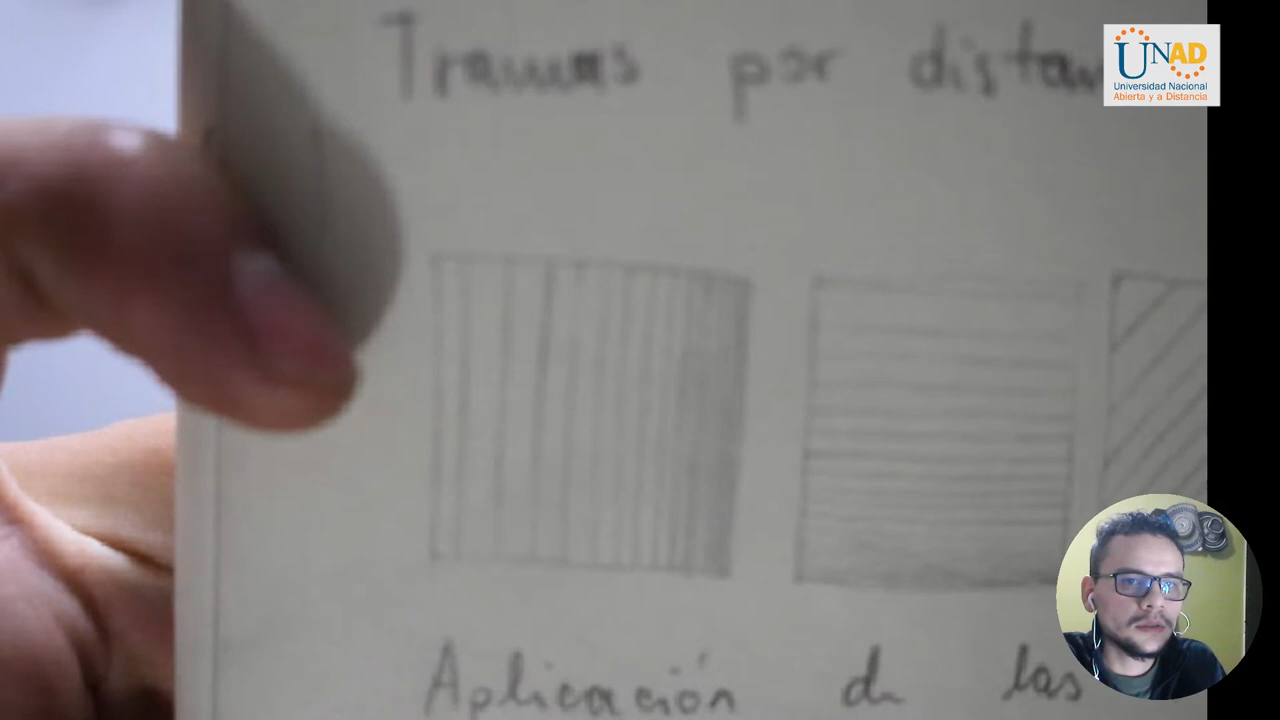 Tramas por distan
UNAD
Universidad Nacional
Abierta y a Distancia
Aplicación de las